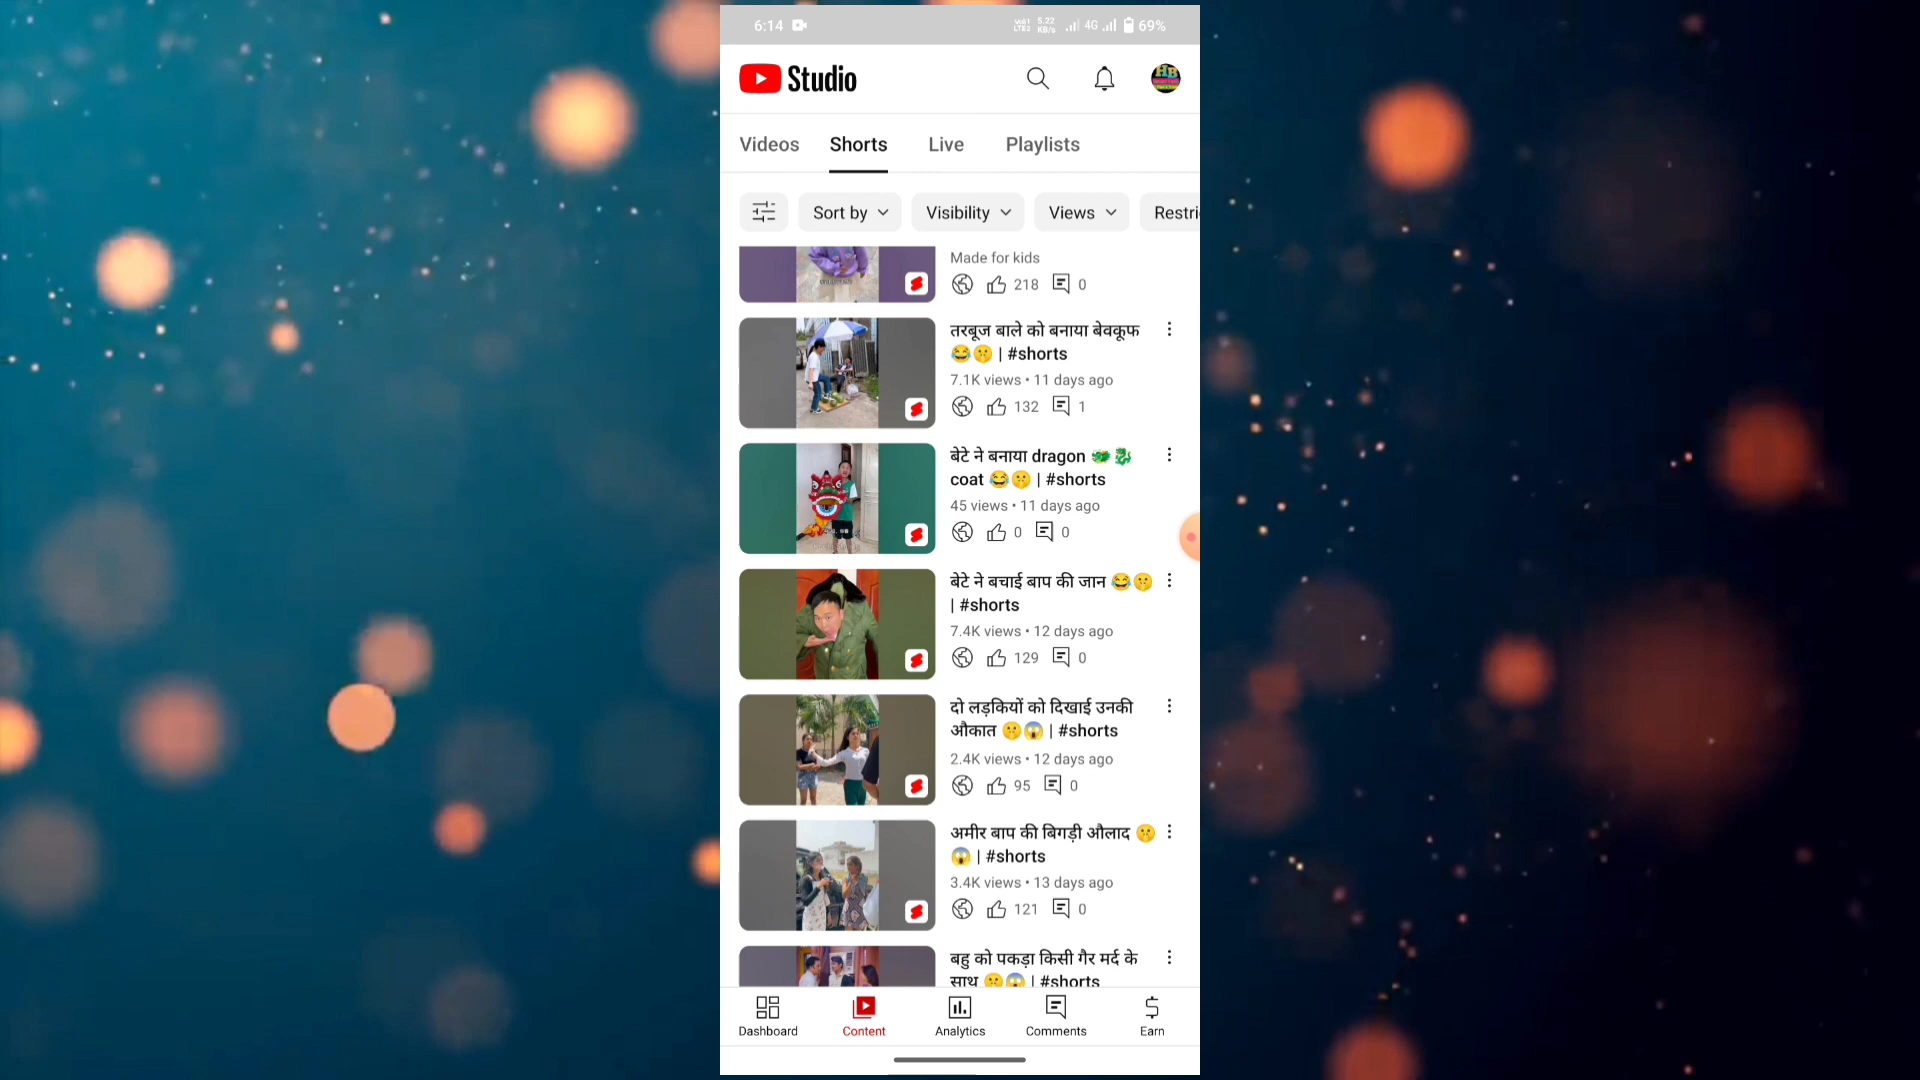 6:14
5.22
KB/s
4G
69%
Studio
Videos Shorts Live Playlists
Sort by Visibility Views Restri
Made for kids
218 0
तरबूज बाले को बनाया बेवकूफ
😂🤫 | #shorts
7.1K views • 11 days ago
132 1
बेटे ने बनाया dragon 🐲🐉
coat 😂🤫 | #shorts
45 views • 11 days ago
0 0
बेटे ने बचाई बाप की जान 😂🤫
| #shorts
7.4K views • 12 days ago
129 0
दो लड़कियों को दिखाई उनकी
औकात 🤫😱 | #shorts
2.4K views • 12 days ago
95 0
अमीर बाप की बिगड़ी औलाद 🤫
😱 | #shorts
3.4K views • 13 days ago
121 0
बहु को पकड़ा किसी गैर मर्द के
साथ 🤫😱 | #shorts
Dashboard Content Analytics Comments Earn